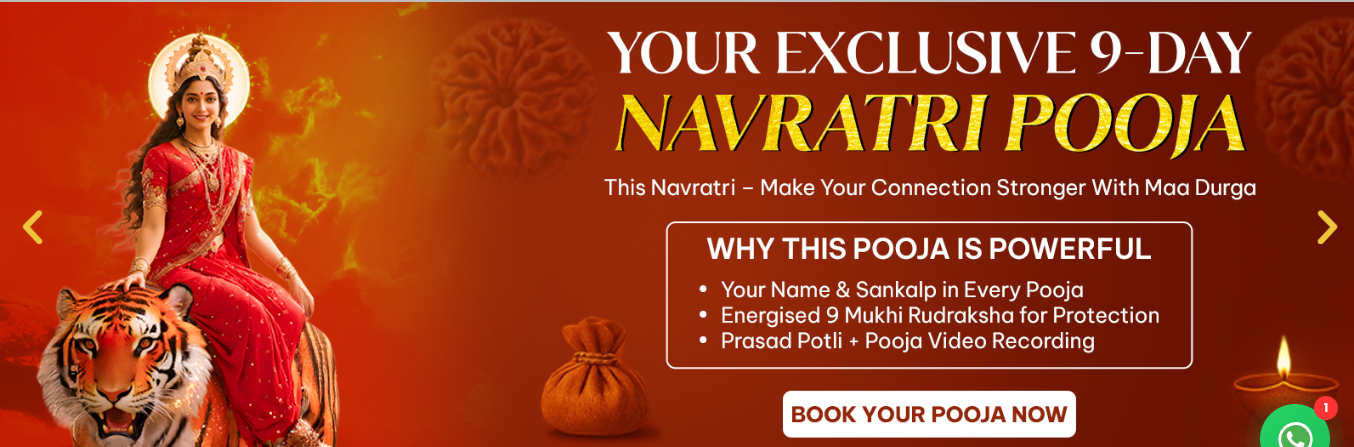 YOUR EXCLUSIVE 9-DAY
NAVRATRI POOJA
This Navratri – Make Your Connection Stronger With Maa Durga
WHY THIS POOJA IS POWERFUL
• Your Name & Sankalp in Every Pooja
• Energised 9 Mukhi Rudraksha for Protection
• Prasad Potli + Pooja Video Recording
BOOK YOUR POOJA NOW
1